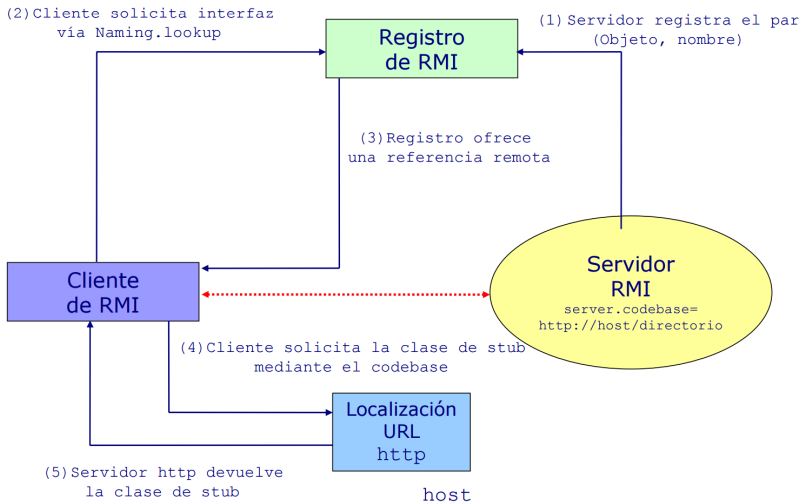 (2)Cliente solicita interfaz
vía Naming.lookup
(1)Servidor registra el par
(Objeto, nombre)
Registro
de RMI
(3)Registro ofrece
una referencia remota
Cliente
de RMI
Servidor
RMI
server.codebase=
http://host/directorio
(4)Cliente solicita la clase de stub
mediante el codebase
Localización
URL
http
(5)Servidor http devuelve
la clase de stub
host